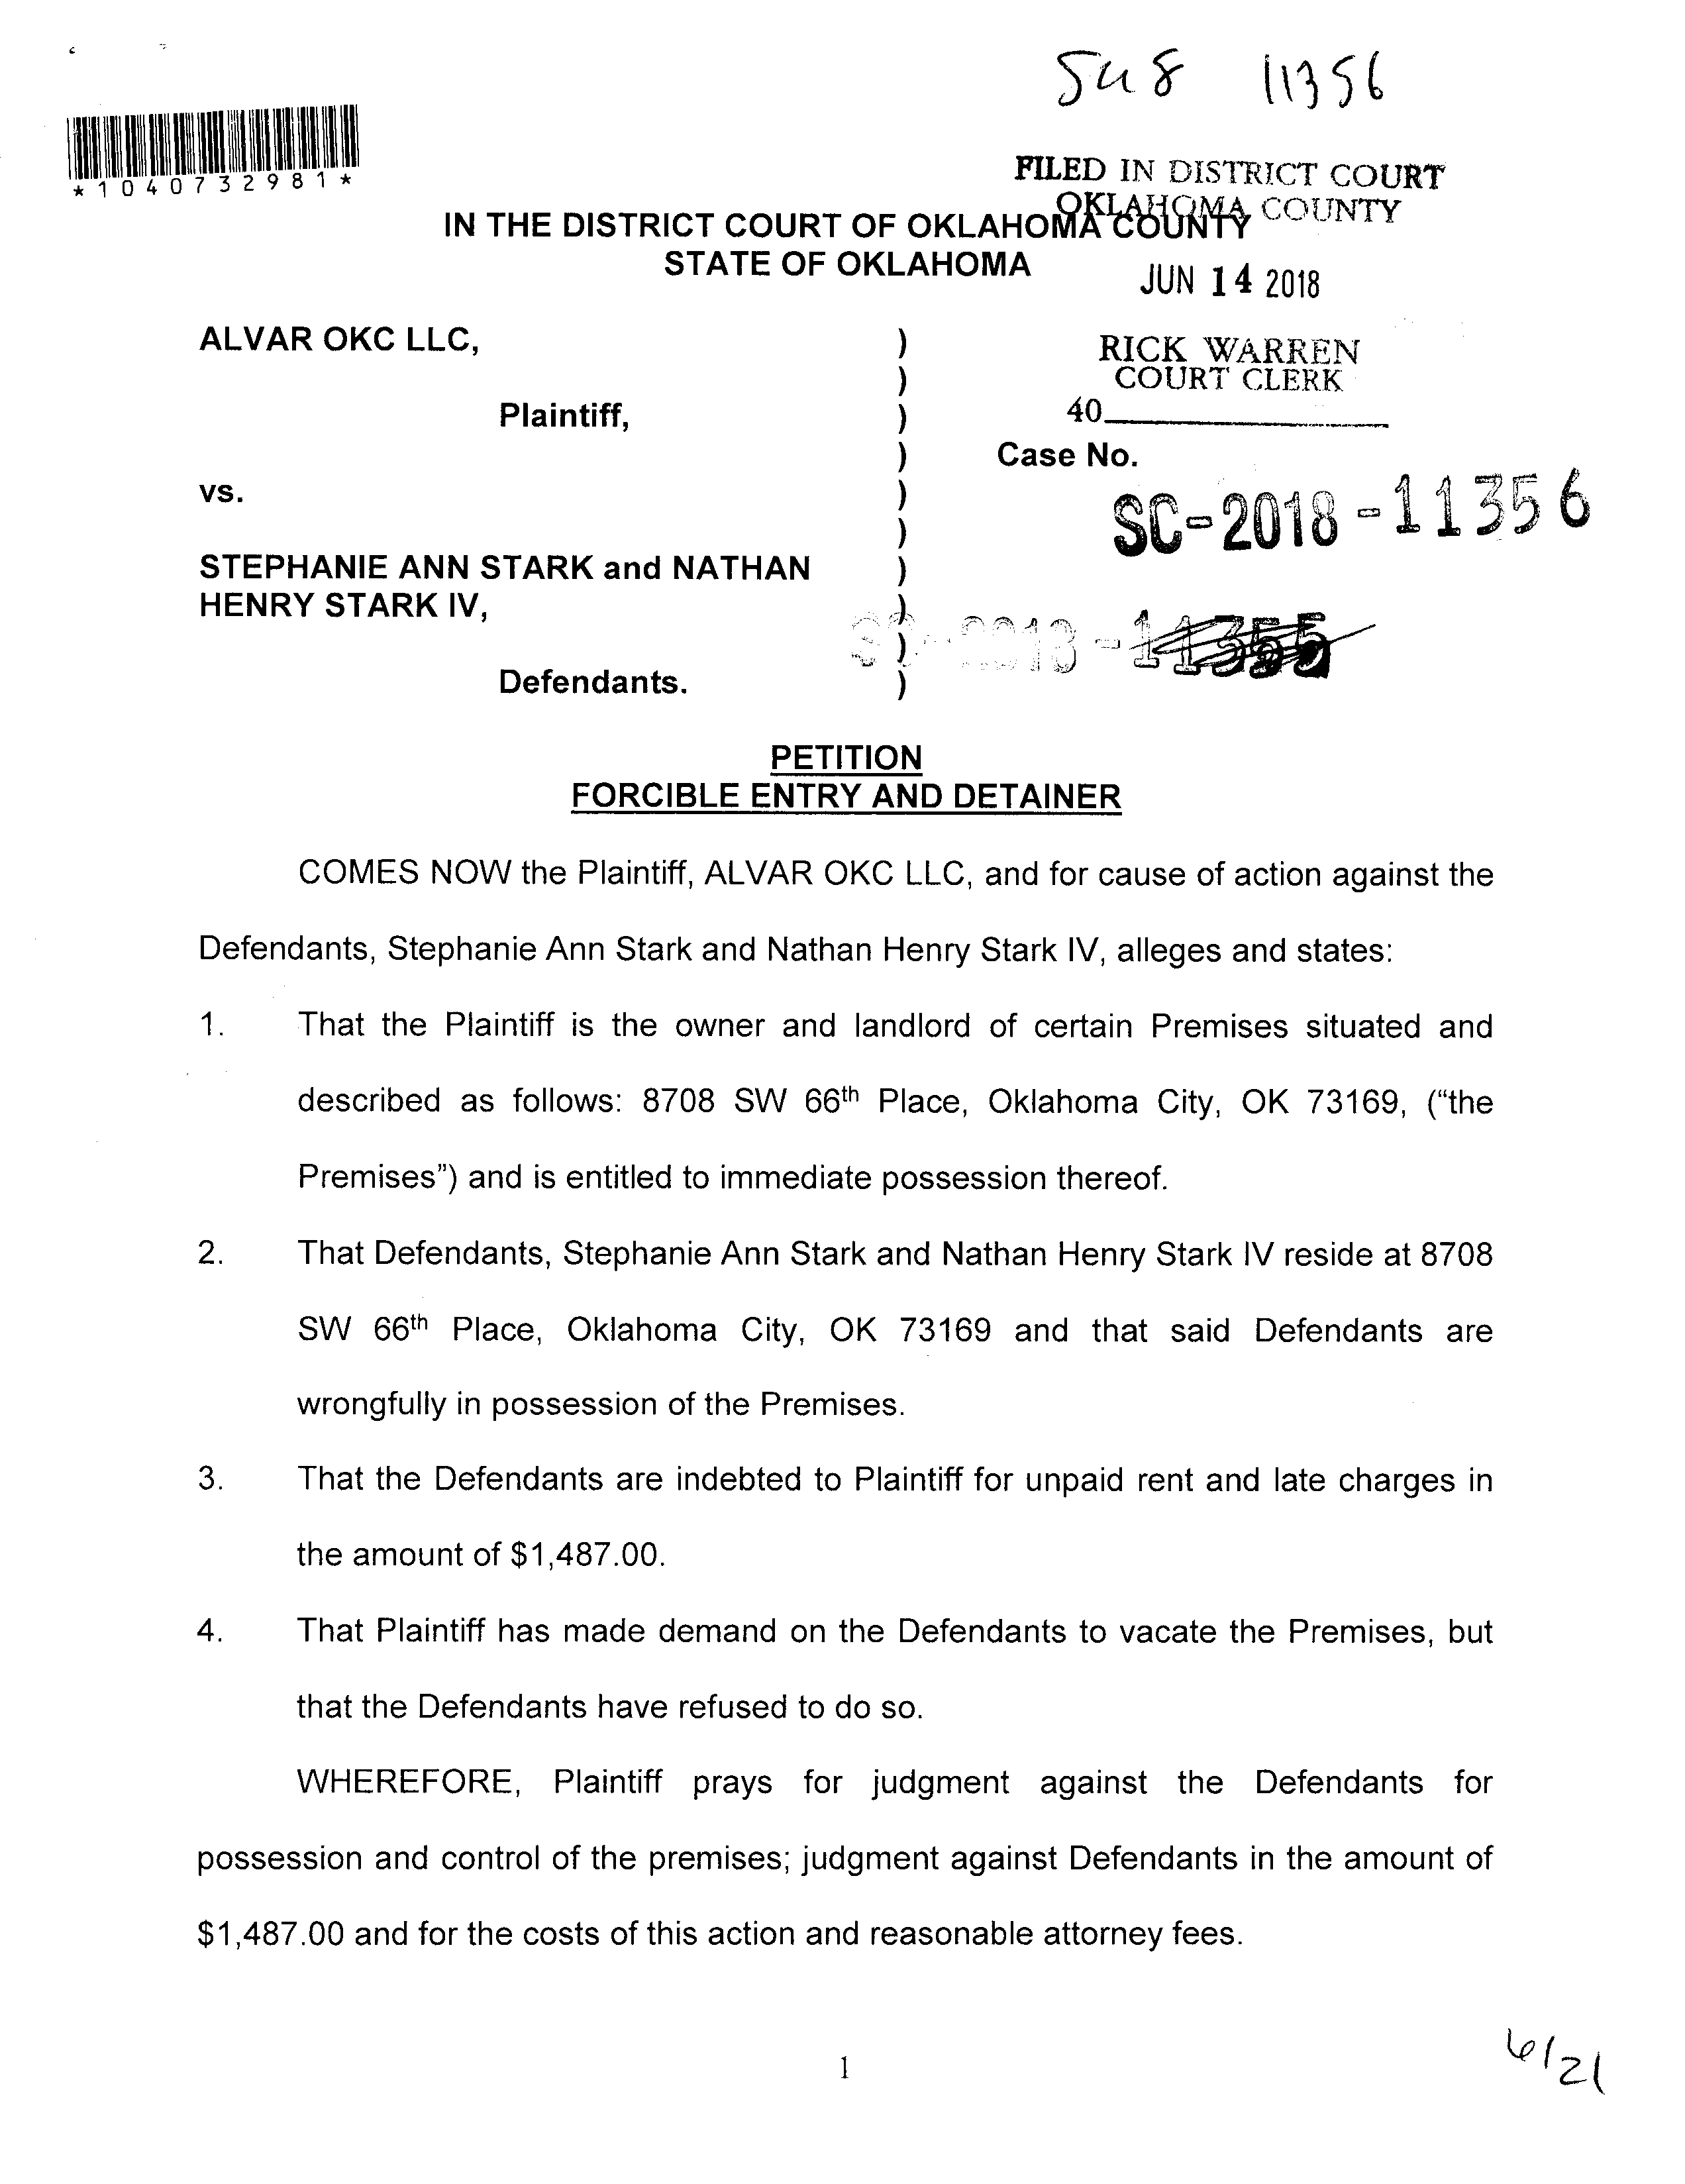 Su8 11356
*1040732981*
FILED IN DISTRICT COURT
OKLAHOMA COUNTY
IN THE DISTRICT COURT OF OKLAHOMA COUNTY
STATE OF OKLAHOMA
JUN 14 2018
ALVAR OKC LLC,
RICK WARREN
COURT CLERK
Plaintiff,
40
Case No.
vs.
SC-2018-11356
STEPHANIE ANN STARK and NATHAN
HENRY STARK IV,
SC-2018-11355
Defendants.
PETITION
FORCIBLE ENTRY AND DETAINER
COMES NOW the Plaintiff, ALVAR OKC LLC, and for cause of action against the
Defendants, Stephanie Ann Stark and Nathan Henry Stark IV, alleges and states:
1. That the Plaintiff is the owner and landlord of certain Premises situated and
described as follows: 8708 SW 66th Place, Oklahoma City, OK 73169, (“the
Premises”) and is entitled to immediate possession thereof.
2. That Defendants, Stephanie Ann Stark and Nathan Henry Stark IV reside at 8708
SW 66th Place, Oklahoma City, OK 73169 and that said Defendants are
wrongfully in possession of the Premises.
3. That the Defendants are indebted to Plaintiff for unpaid rent and late charges in
the amount of $1,487.00.
4. That Plaintiff has made demand on the Defendants to vacate the Premises, but
that the Defendants have refused to do so.
WHEREFORE, Plaintiff prays for judgment against the Defendants for
possession and control of the premises; judgment against Defendants in the amount of
$1,487.00 and for the costs of this action and reasonable attorney fees.
1
6/21